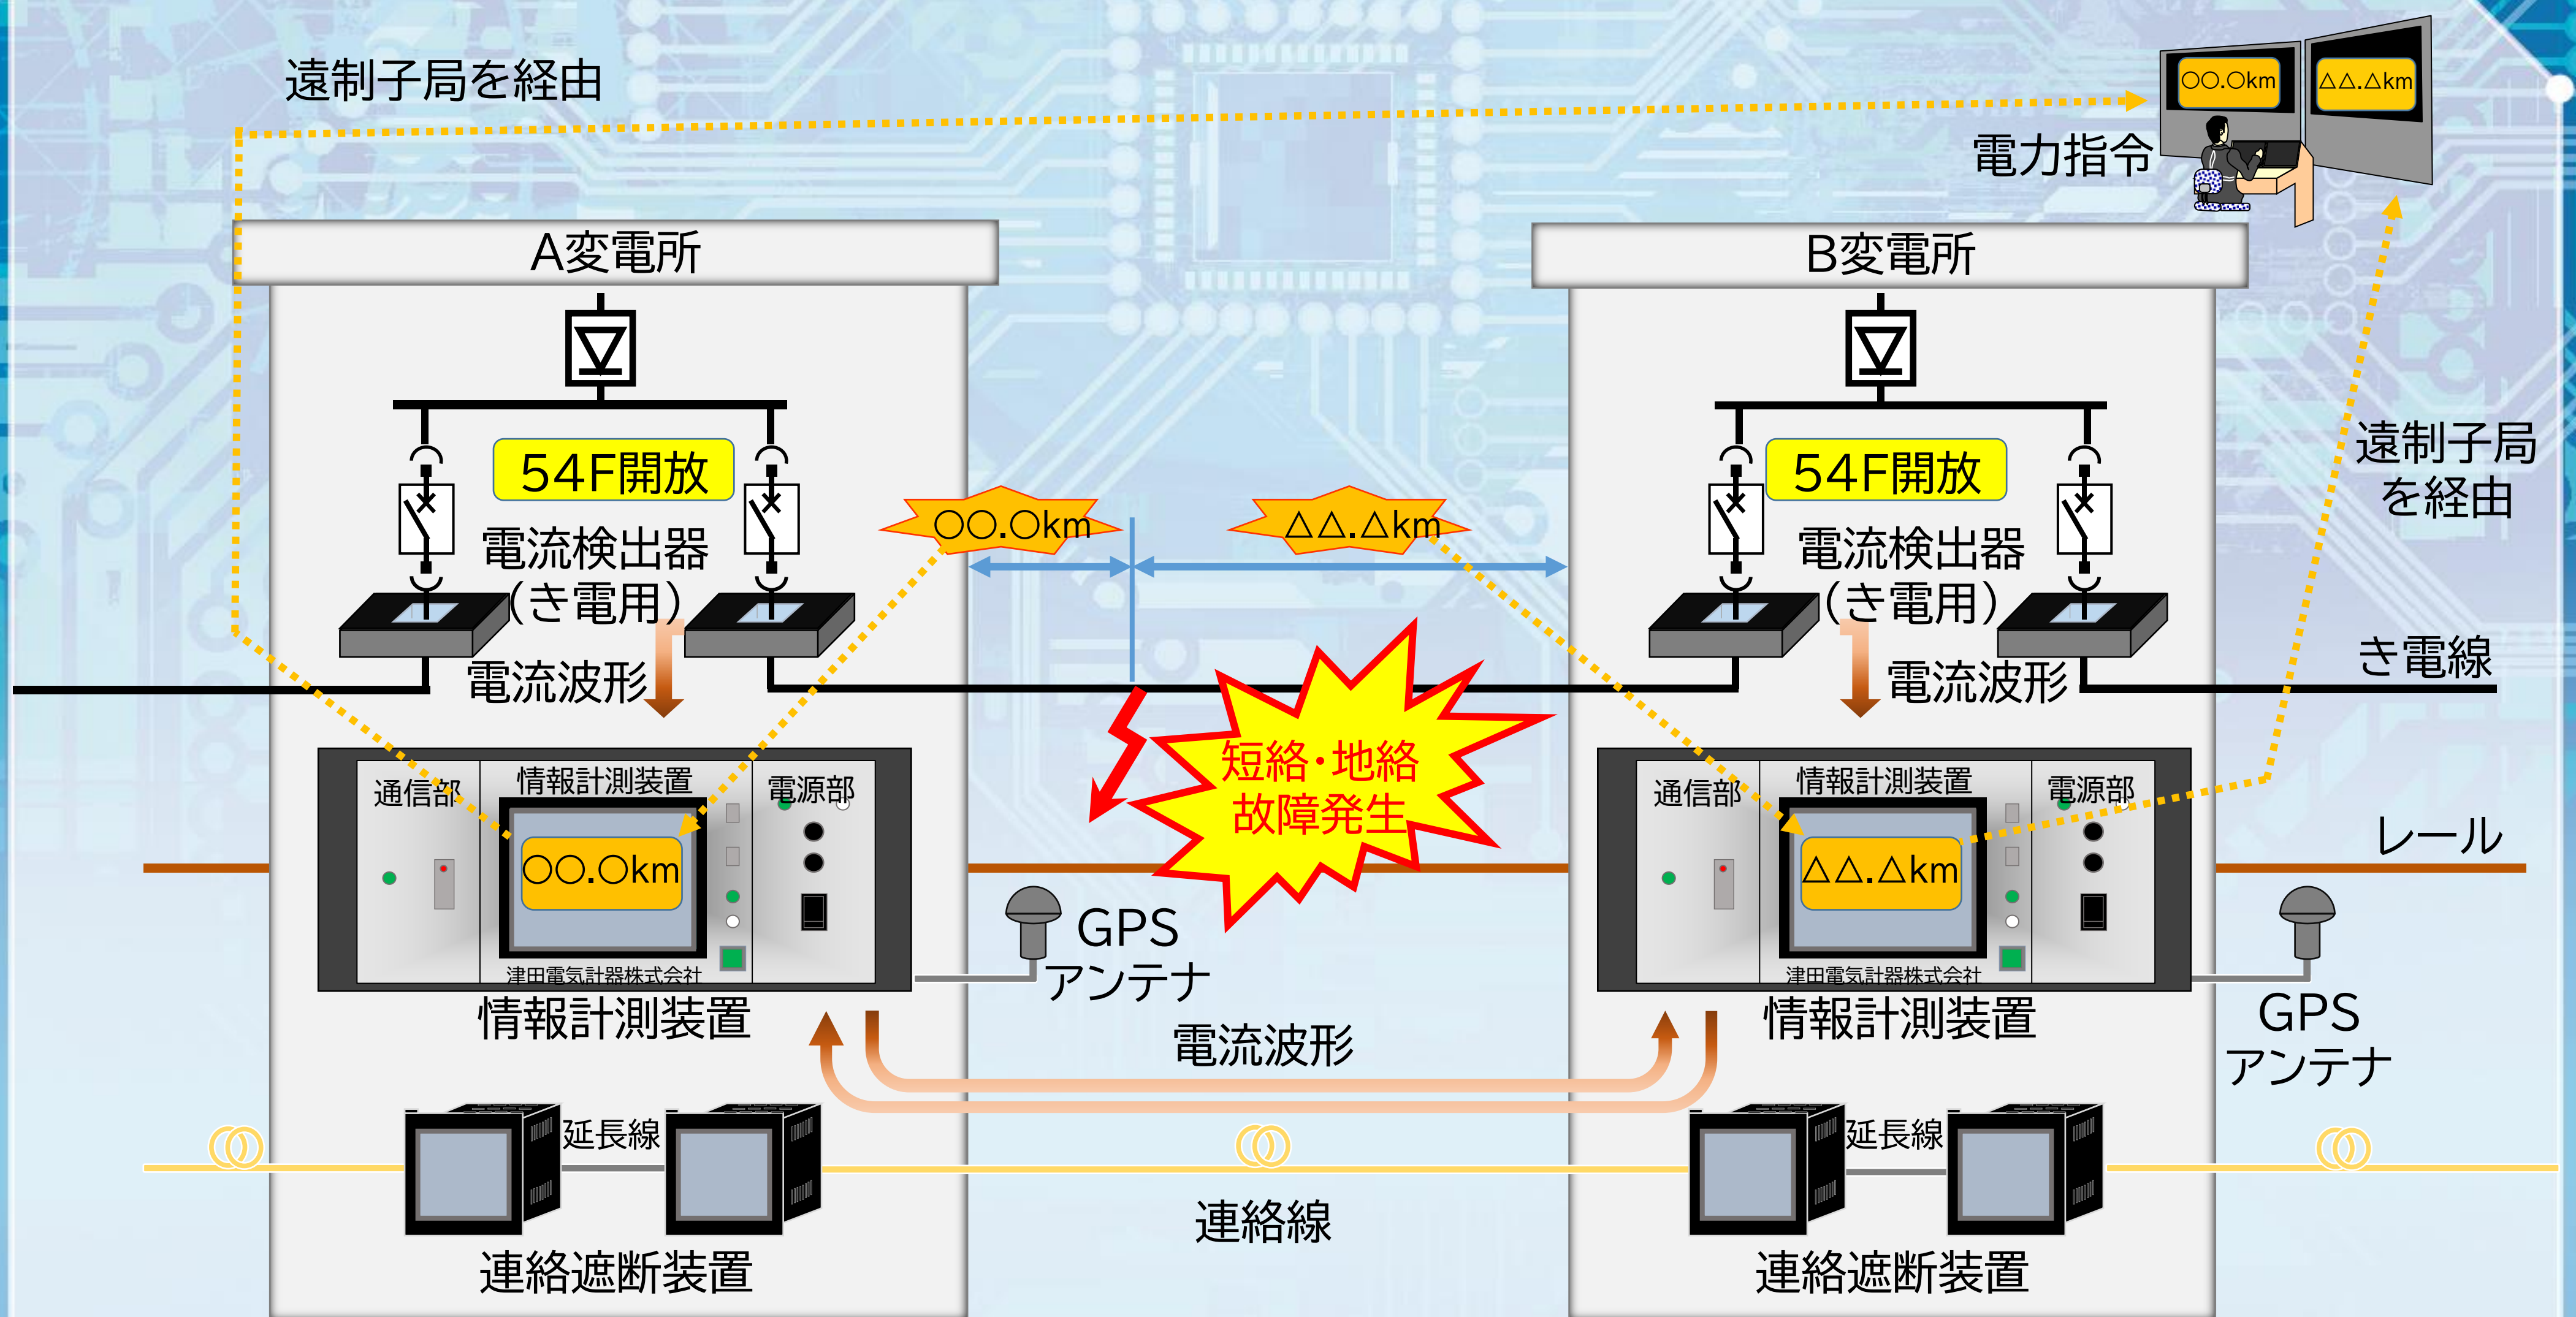 遠制子局を経由
○○.○km
△△.△km
電力指令
A変電所
B変電所
54F開放
電流検出器
(き電用)
電流波形
○○.○km
△△.△km
54F開放
電流検出器
(き電用)
電流波形
遠制子局
を経由
き電線
短絡・地絡
故障発生
レール
通信部
情報計測装置
電源部
○○.○km
津田電気計器株式会社
情報計測装置
GPS
アンテナ
通信部
情報計測装置
電源部
△△.△km
津田電気計器株式会社
情報計測装置
GPS
アンテナ
電流波形
延長線
連絡遮断装置
連絡線
延長線
連絡遮断装置